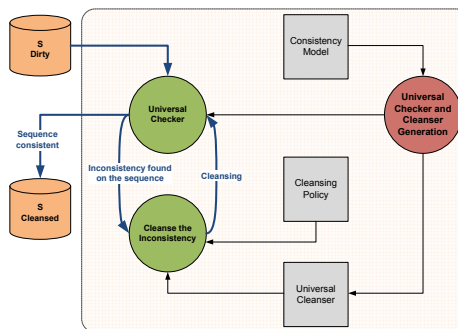 S
Dirty
Consistency
Model
Universal
Checker
Universal
Checker and
Cleanser
Generation
Sequence
consistent
Inconsistency found
on the sequence
Cleansing
Cleansing
Policy
S
Cleansed
Cleanse the
Inconsistency
Universal
Cleanser